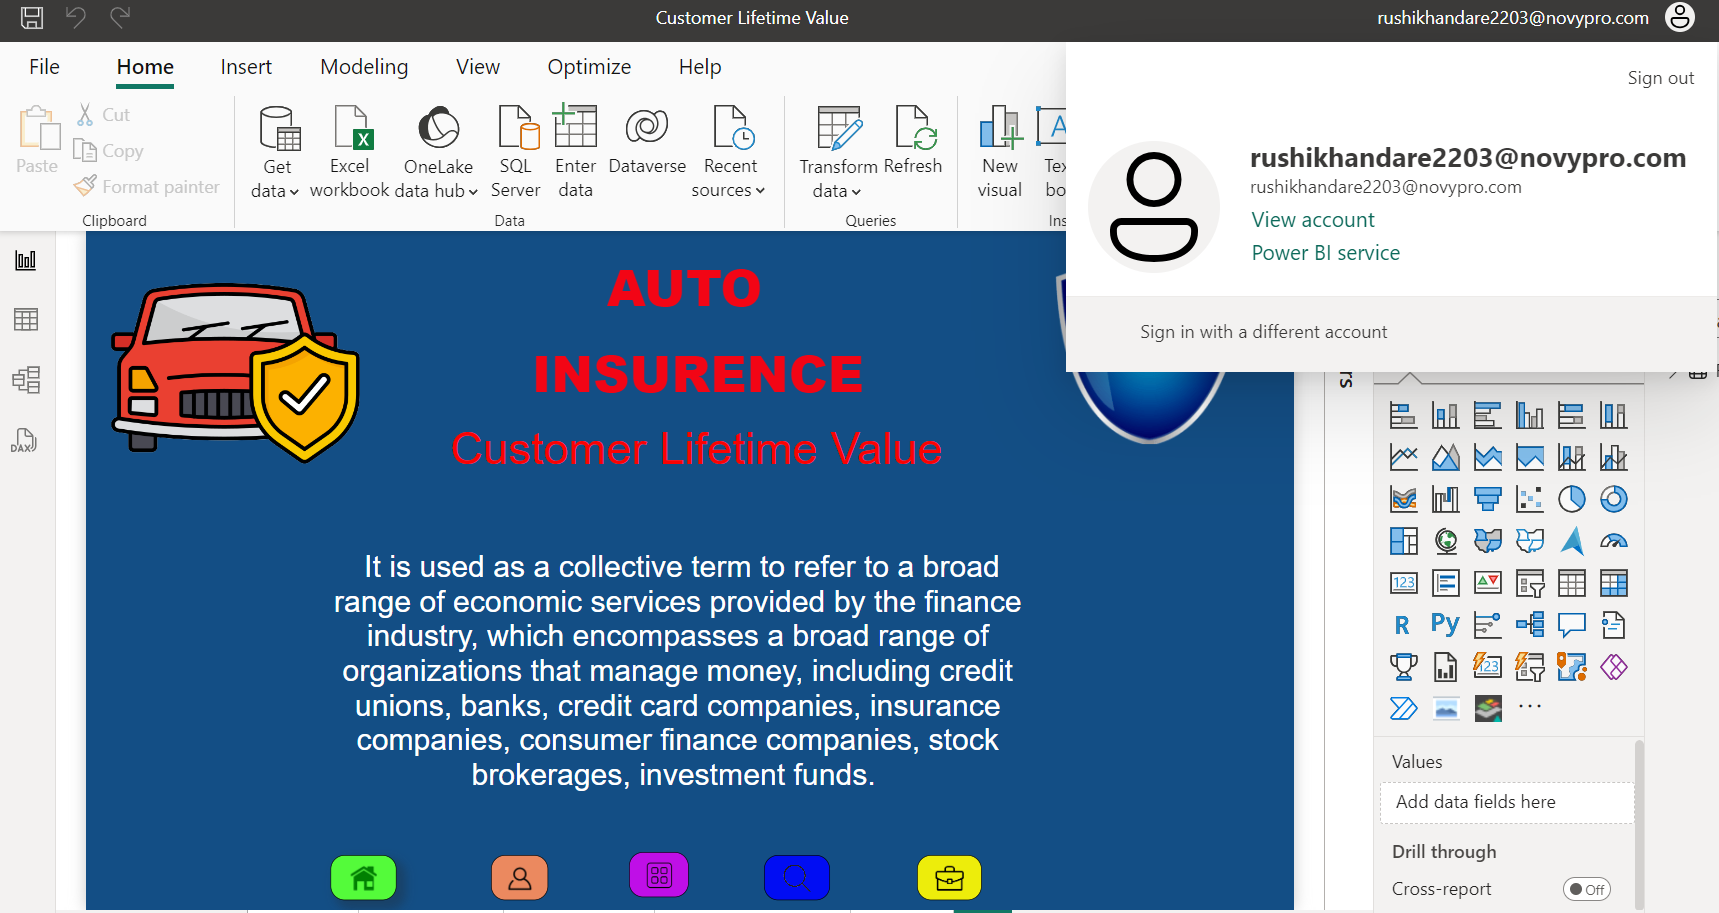 Customer Lifetime Value
rushikhandare2203@novypro.com
File Home Insert Modeling View Optimize Help
Sign out
Paste
Cut
Copy
Format painter
Clipboard
Get data
Excel workbook
OneLake data hub
SQL Server
Enter data
Dataverse
Recent sources
Data
Transform data
Refresh
Queries
New visual
rushikhandare2203@novypro.com
rushikhandare2203@novypro.com
View account
Power BI service
Sign in with a different account
AUTO
INSURENCE
Customer Lifetime Value
It is used as a collective term to refer to a broad
range of economic services provided by the finance
industry, which encompasses a broad range of
organizations that manage money, including credit
unions, banks, credit card companies, insurance
companies, consumer finance companies, stock
brokerages, investment funds.
DAX
123
R Py
123
Values
Add data fields here
Drill through
Cross-report
Off